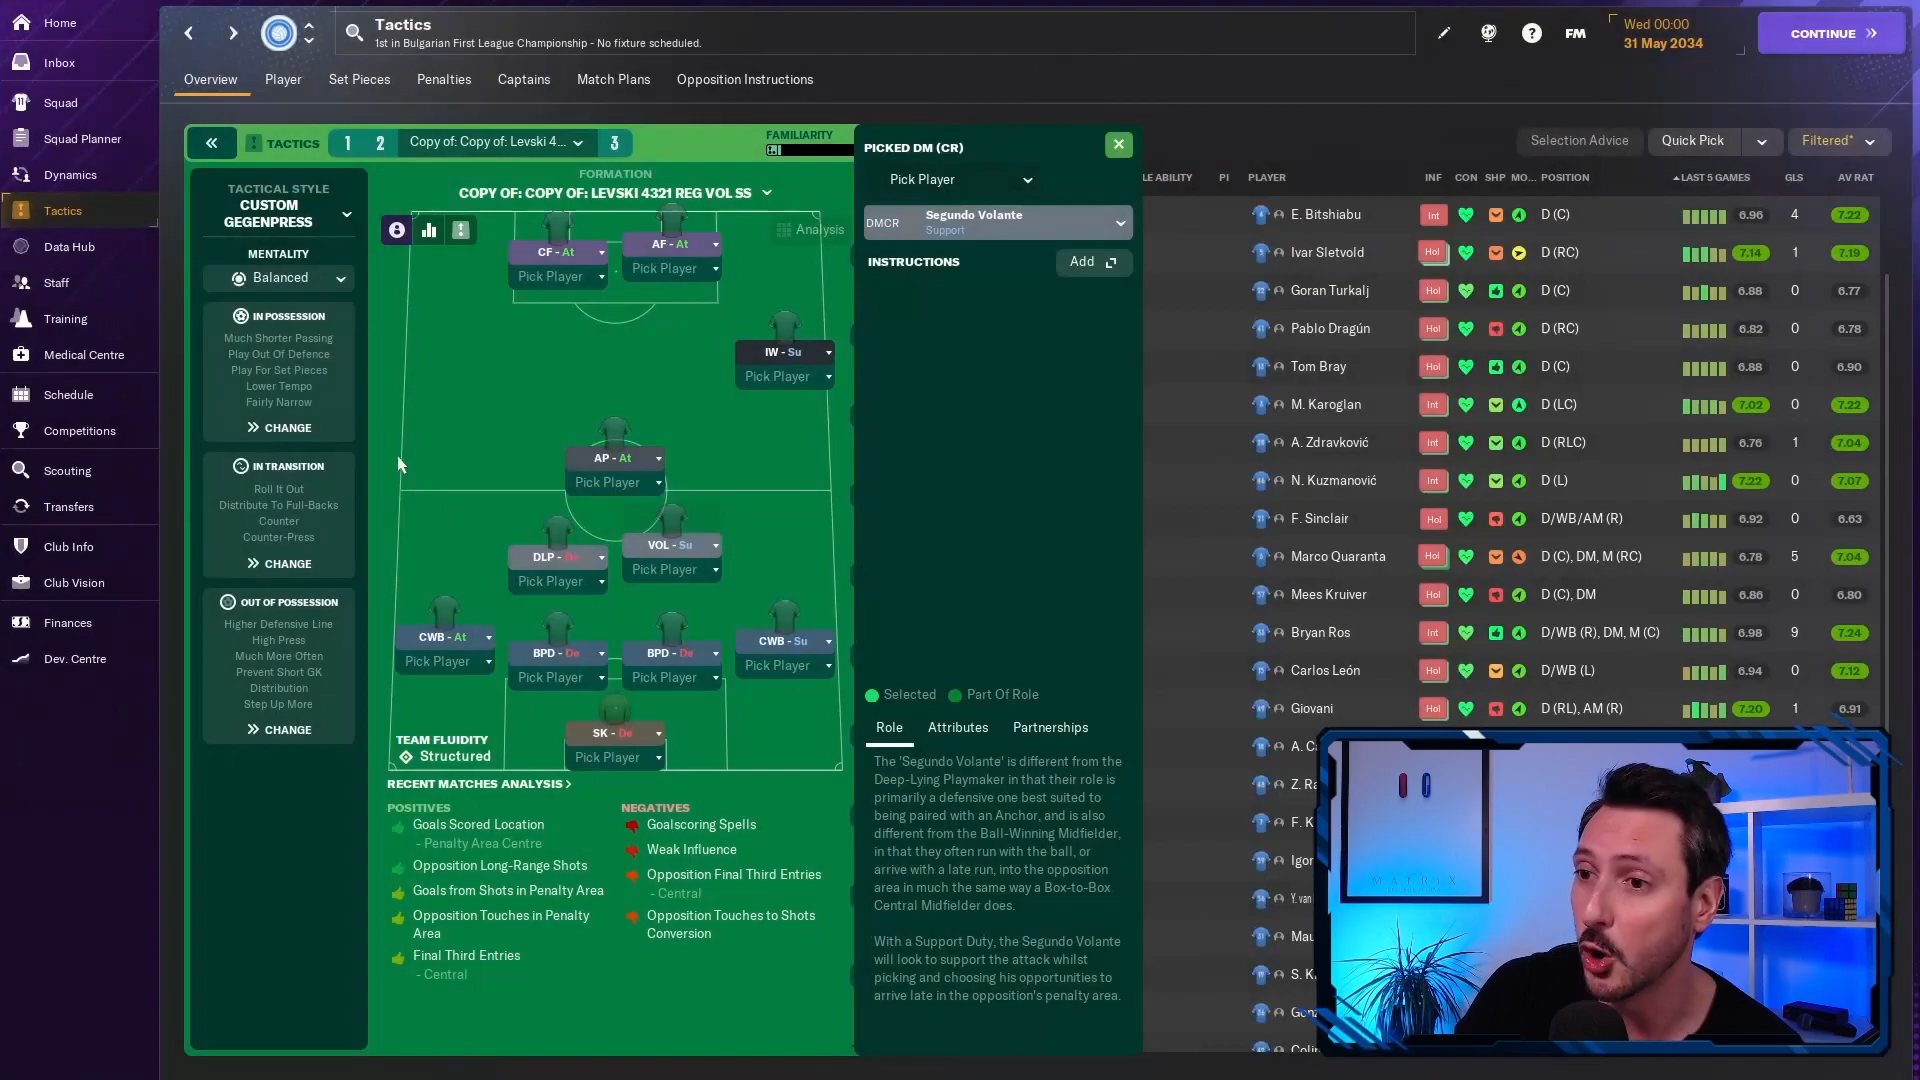 Home
Inbox
Squad
Squad Planner
Dynamics
Tactics
Data Hub
Staff
Training
Medical Centre
Schedule
Competitions
Scouting
Transfers
Club Info
Club Vision
Finances
Dev. Centre
Tactics
1st in Bulgarian First League Championship - No fixture scheduled.
FM
Wed 00:00
31 May 2034
CONTINUE
Overview Player Set Pieces Penalties Captains Match Plans Opposition Instructions
TACTICS 1 2 Copy of: Copy of: Levski 4... 3
FAMILIARITY
TACTICAL STYLE
CUSTOM
GEGENPRESS
MENTALITY
Balanced
IN POSSESSION
Much Shorter Passing
Play Out Of Defence
Play For Set Pieces
Lower Tempo
Fairly Narrow
CHANGE
IN TRANSITION
Roll It Out
Distribute To Full-Backs
Counter
Counter-Press
CHANGE
OUT OF POSSESSION
Higher Defensive Line
High Press
Much More Often
Prevent Short GK
Distribution
Step Up More
CHANGE
FORMATION
COPY OF: COPY OF: LEVSKI 4321 REG VOL SS
Analysis
CF - At
Pick Player
AF - At
Pick Player
IW - Su
Pick Player
AP - At
Pick Player
DLP - De
Pick Player
VOL - Su
Pick Player
CWB - At
Pick Player
BPD - De
Pick Player
BPD - De
Pick Player
CWB - Su
Pick Player
SK - De
Pick Player
TEAM FLUIDITY
Structured
RECENT MATCHES ANALYSIS >
POSITIVES
Goals Scored Location
- Penalty Area Centre
Opposition Long-Range Shots
Goals from Shots in Penalty Area
Opposition Touches in Penalty
Area
Final Third Entries
- Central
NEGATIVES
Goalscoring Spells
Weak Influence
Opposition Final Third Entries
- Central
Opposition Touches to Shots
Conversion
PICKED DM (CR)
Pick Player
DMCR Segundo Volante
Support
INSTRUCTIONS Add
Selected Part Of Role
Role Attributes Partnerships
The 'Segundo Volante' is different from the
Deep-Lying Playmaker in that their role is
primarily a defensive one best suited to
being paired with an Anchor, and is also
different from the Ball-Winning Midfielder,
in that they often run with the ball, or
arrive with a late run, into the opposition
area in much the same way a Box-to-Box
Central Midfielder does.
With a Support Duty, the Segundo Volante
will look to support the attack whilst
picking and choosing his opportunities to
arrive late in the opposition's penalty area.
Selection Advice Quick Pick Filtered*
LE ABILITY PI PLAYER INF CON SHP MO... POSITION LAST 5 GAMES GLS AV RAT
E. Bitshiabu Int D (C) 6.96 4 7.22
Ivar Sletvold Hol D (RC) 7.14 1 7.19
Goran Turkalj Hol D (C) 6.88 0 6.77
Pablo Dragún Hol D (RC) 6.82 0 6.78
Tom Bray Hol D (C) 6.88 0 6.90
M. Karoglan Int D (LC) 7.02 0 7.22
A. Zdravković Int D (RLC) 6.76 1 7.04
N. Kuzmanović Int D (L) 7.22 0 7.07
F. Sinclair Hol D/WB/AM (R) 6.92 0 6.63
Marco Quaranta Hol D (C), DM, M (RC) 6.78 5 7.04
Mees Kruiver Hol D (C), DM 6.86 0 6.80
Bryan Ros Int D/WB (R), DM, M (C) 6.98 9 7.24
Carlos León Hol D/WB (L) 6.94 0 7.12
Giovani Hol D (RL), AM (R) 7.20 1 6.91
MATRIX